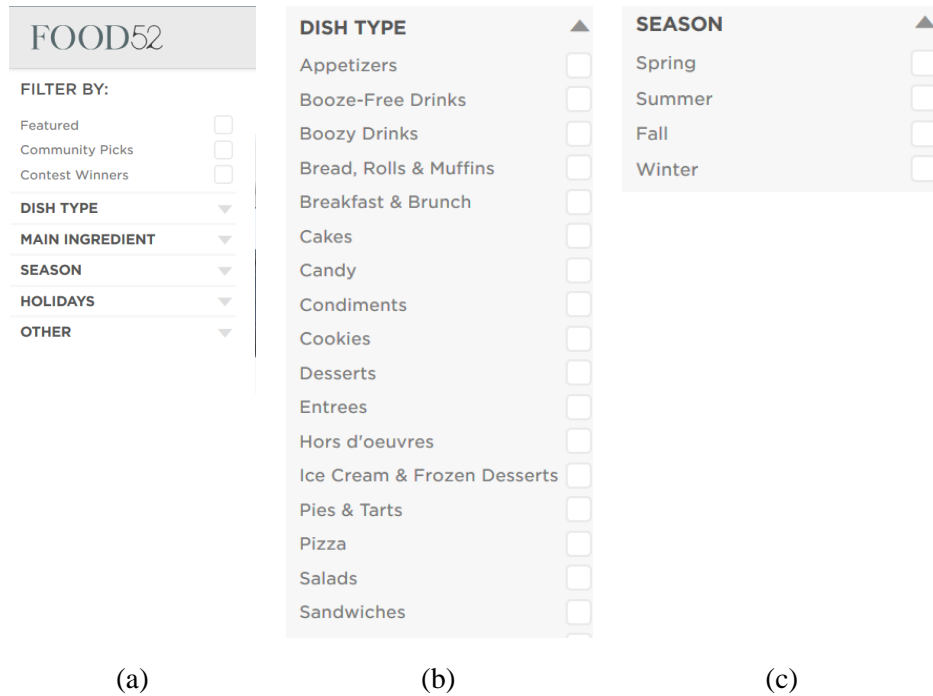 FOOD52
FILTER BY:
Featured
Community Picks
Contest Winners
DISH TYPE
MAIN INGREDIENT
SEASON
HOLIDAYS
OTHER
(a)
DISH TYPE
Appetizers
Booze-Free Drinks
Boozy Drinks
Bread, Rolls & Muffins
Breakfast & Brunch
Cakes
Candy
Condiments
Cookies
Desserts
Entrees
Hors d'oeuvres
Ice Cream & Frozen Desserts
Pies & Tarts
Pizza
Salads
Sandwiches
(b)
SEASON
Spring
Summer
Fall
Winter
(c)